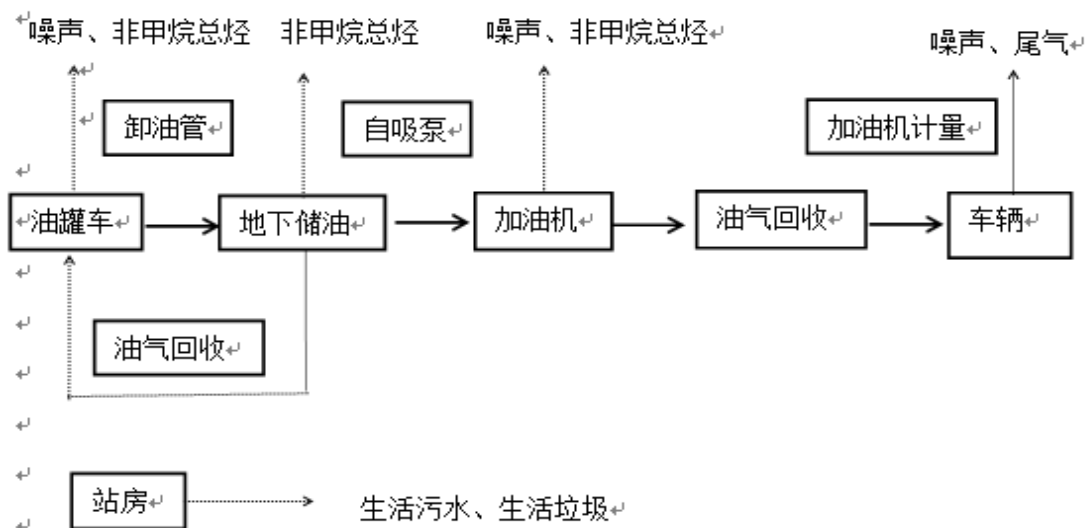 噪声、非甲烷总烃 非甲烷总烃 噪声、非甲烷总烃 噪声、尾气
卸油管 自吸泵 加油机计量
油罐车 地下储油 加油机 油气回收 车辆
油气回收
站房 生活污水、生活垃圾